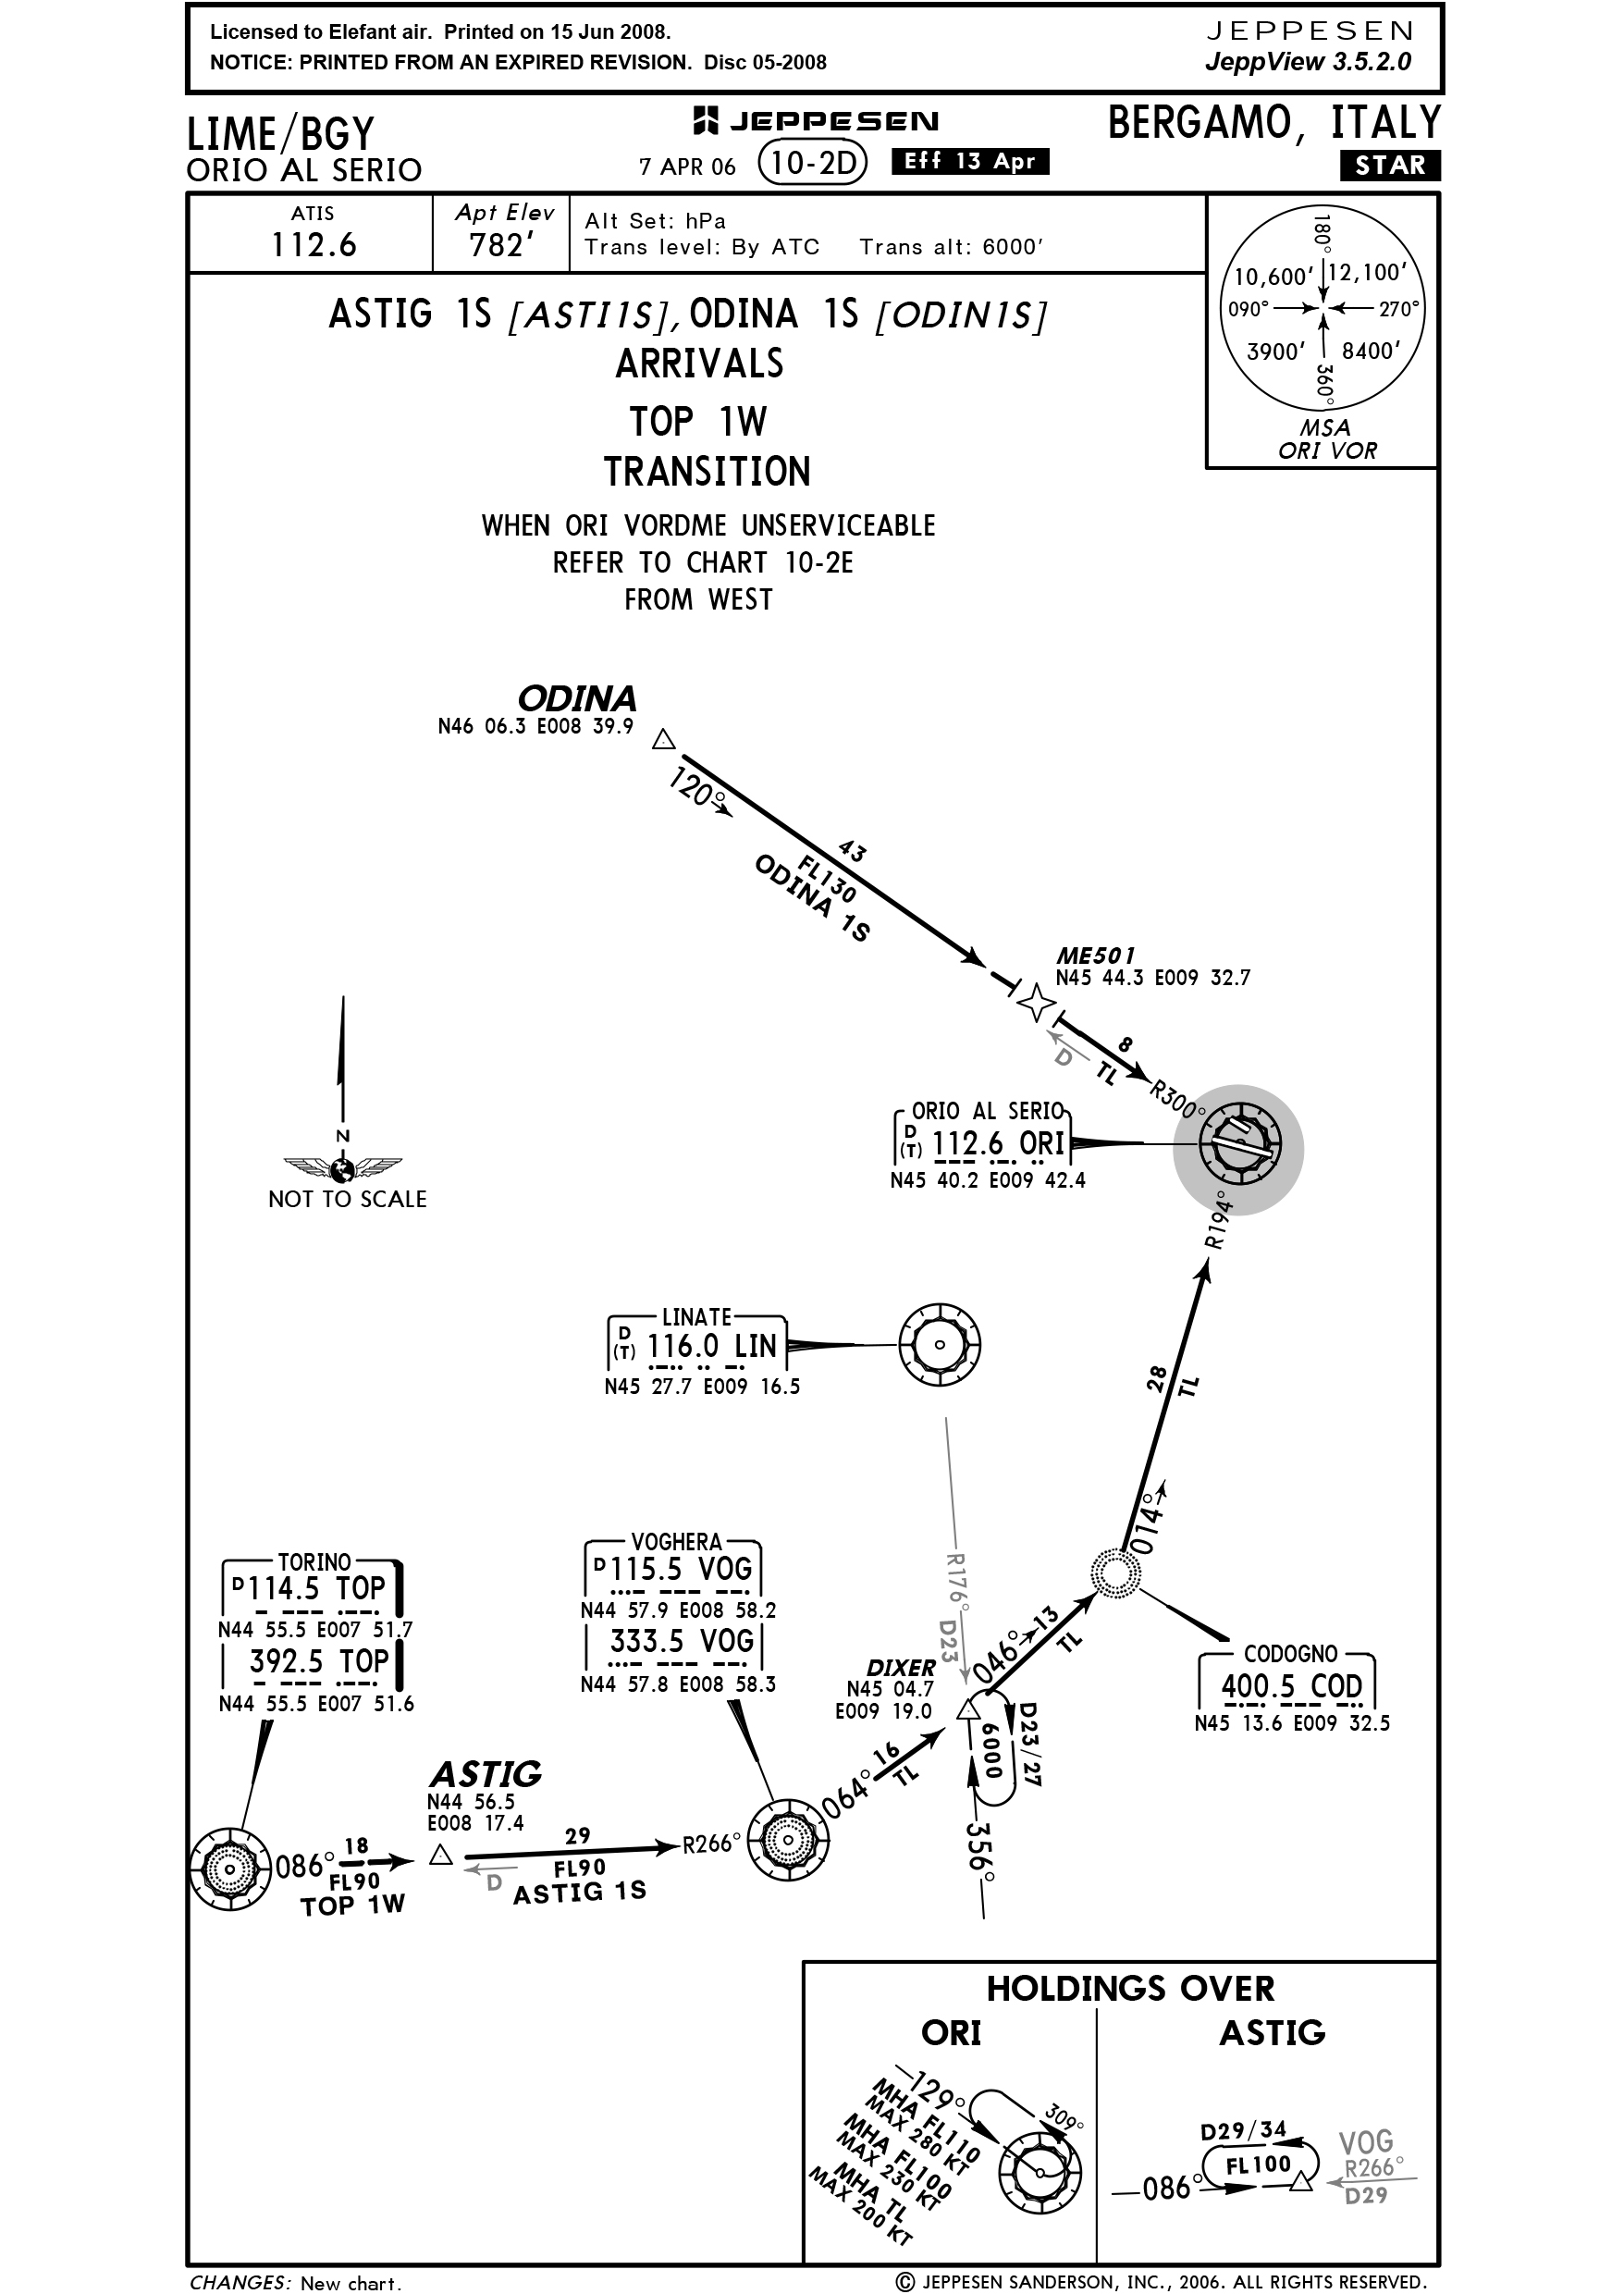 Licensed to Elefant air.  Printed on 15 Jun 2008.
NOTICE: PRINTED FROM AN EXPIRED REVISION.  Disc 05-2008
JEPPESEN
JeppView 3.5.2.0
LIME/BGY
ORIO AL SERIO
JEPPESEN
7 APR 06 10-2D Eff 13 Apr
BERGAMO, ITALY
STAR
ATIS
112.6
Apt Elev
782'
Alt Set: hPa
Trans level: By ATC Trans alt: 6000'
180°
10,600' 12,100'
090° 270°
3900' 8400'
360°
MSA
ORI VOR
ASTIG 1S [ASTI1S], ODINA 1S [ODIN1S]
ARRIVALS
TOP 1W
TRANSITION
WHEN ORI VORDME UNSERVICEABLE
REFER TO CHART 10-2E
FROM WEST
ODINA
N46 06.3 E008 39.9
120°
43
FL130
ODINA 1S
ME501
N45 44.3 E009 32.7
8
D
TL
R300°
ORIO AL SERIO
D
(T) 112.6 ORI
N45 40.2 E009 42.4
N
NOT TO SCALE
R194°
LINATE
D
(T) 116.0 LIN
N45 27.7 E009 16.5
28
TL
014°
R176°
D23
TORINO
D 114.5 TOP
N44 55.5 E007 51.7
392.5 TOP
N44 55.5 E007 51.6
VOGHERA
D 115.5 VOG
N44 57.9 E008 58.2
333.5 VOG
N44 57.8 E008 58.3
DIXER
N45 04.7
E009 19.0
046°
13
TL
CODOGNO
400.5 COD
N45 13.6 E009 32.5
6000
D23/27
356°
064°
16
TL
ASTIG
N44 56.5
E008 17.4
086°
18
FL90
TOP 1W
29
FL90
D
ASTIG 1S
R266°
HOLDINGS OVER
ORI
129°
309°
MHA FL110
MAX 280 KT
MHA FL100
MAX 230 KT
MHA TL
MAX 200 KT
ASTIG
D29/34
FL100
086°
VOG
R266°
D29
CHANGES: New chart.
© JEPPESEN SANDERSON, INC., 2006. ALL RIGHTS RESERVED.